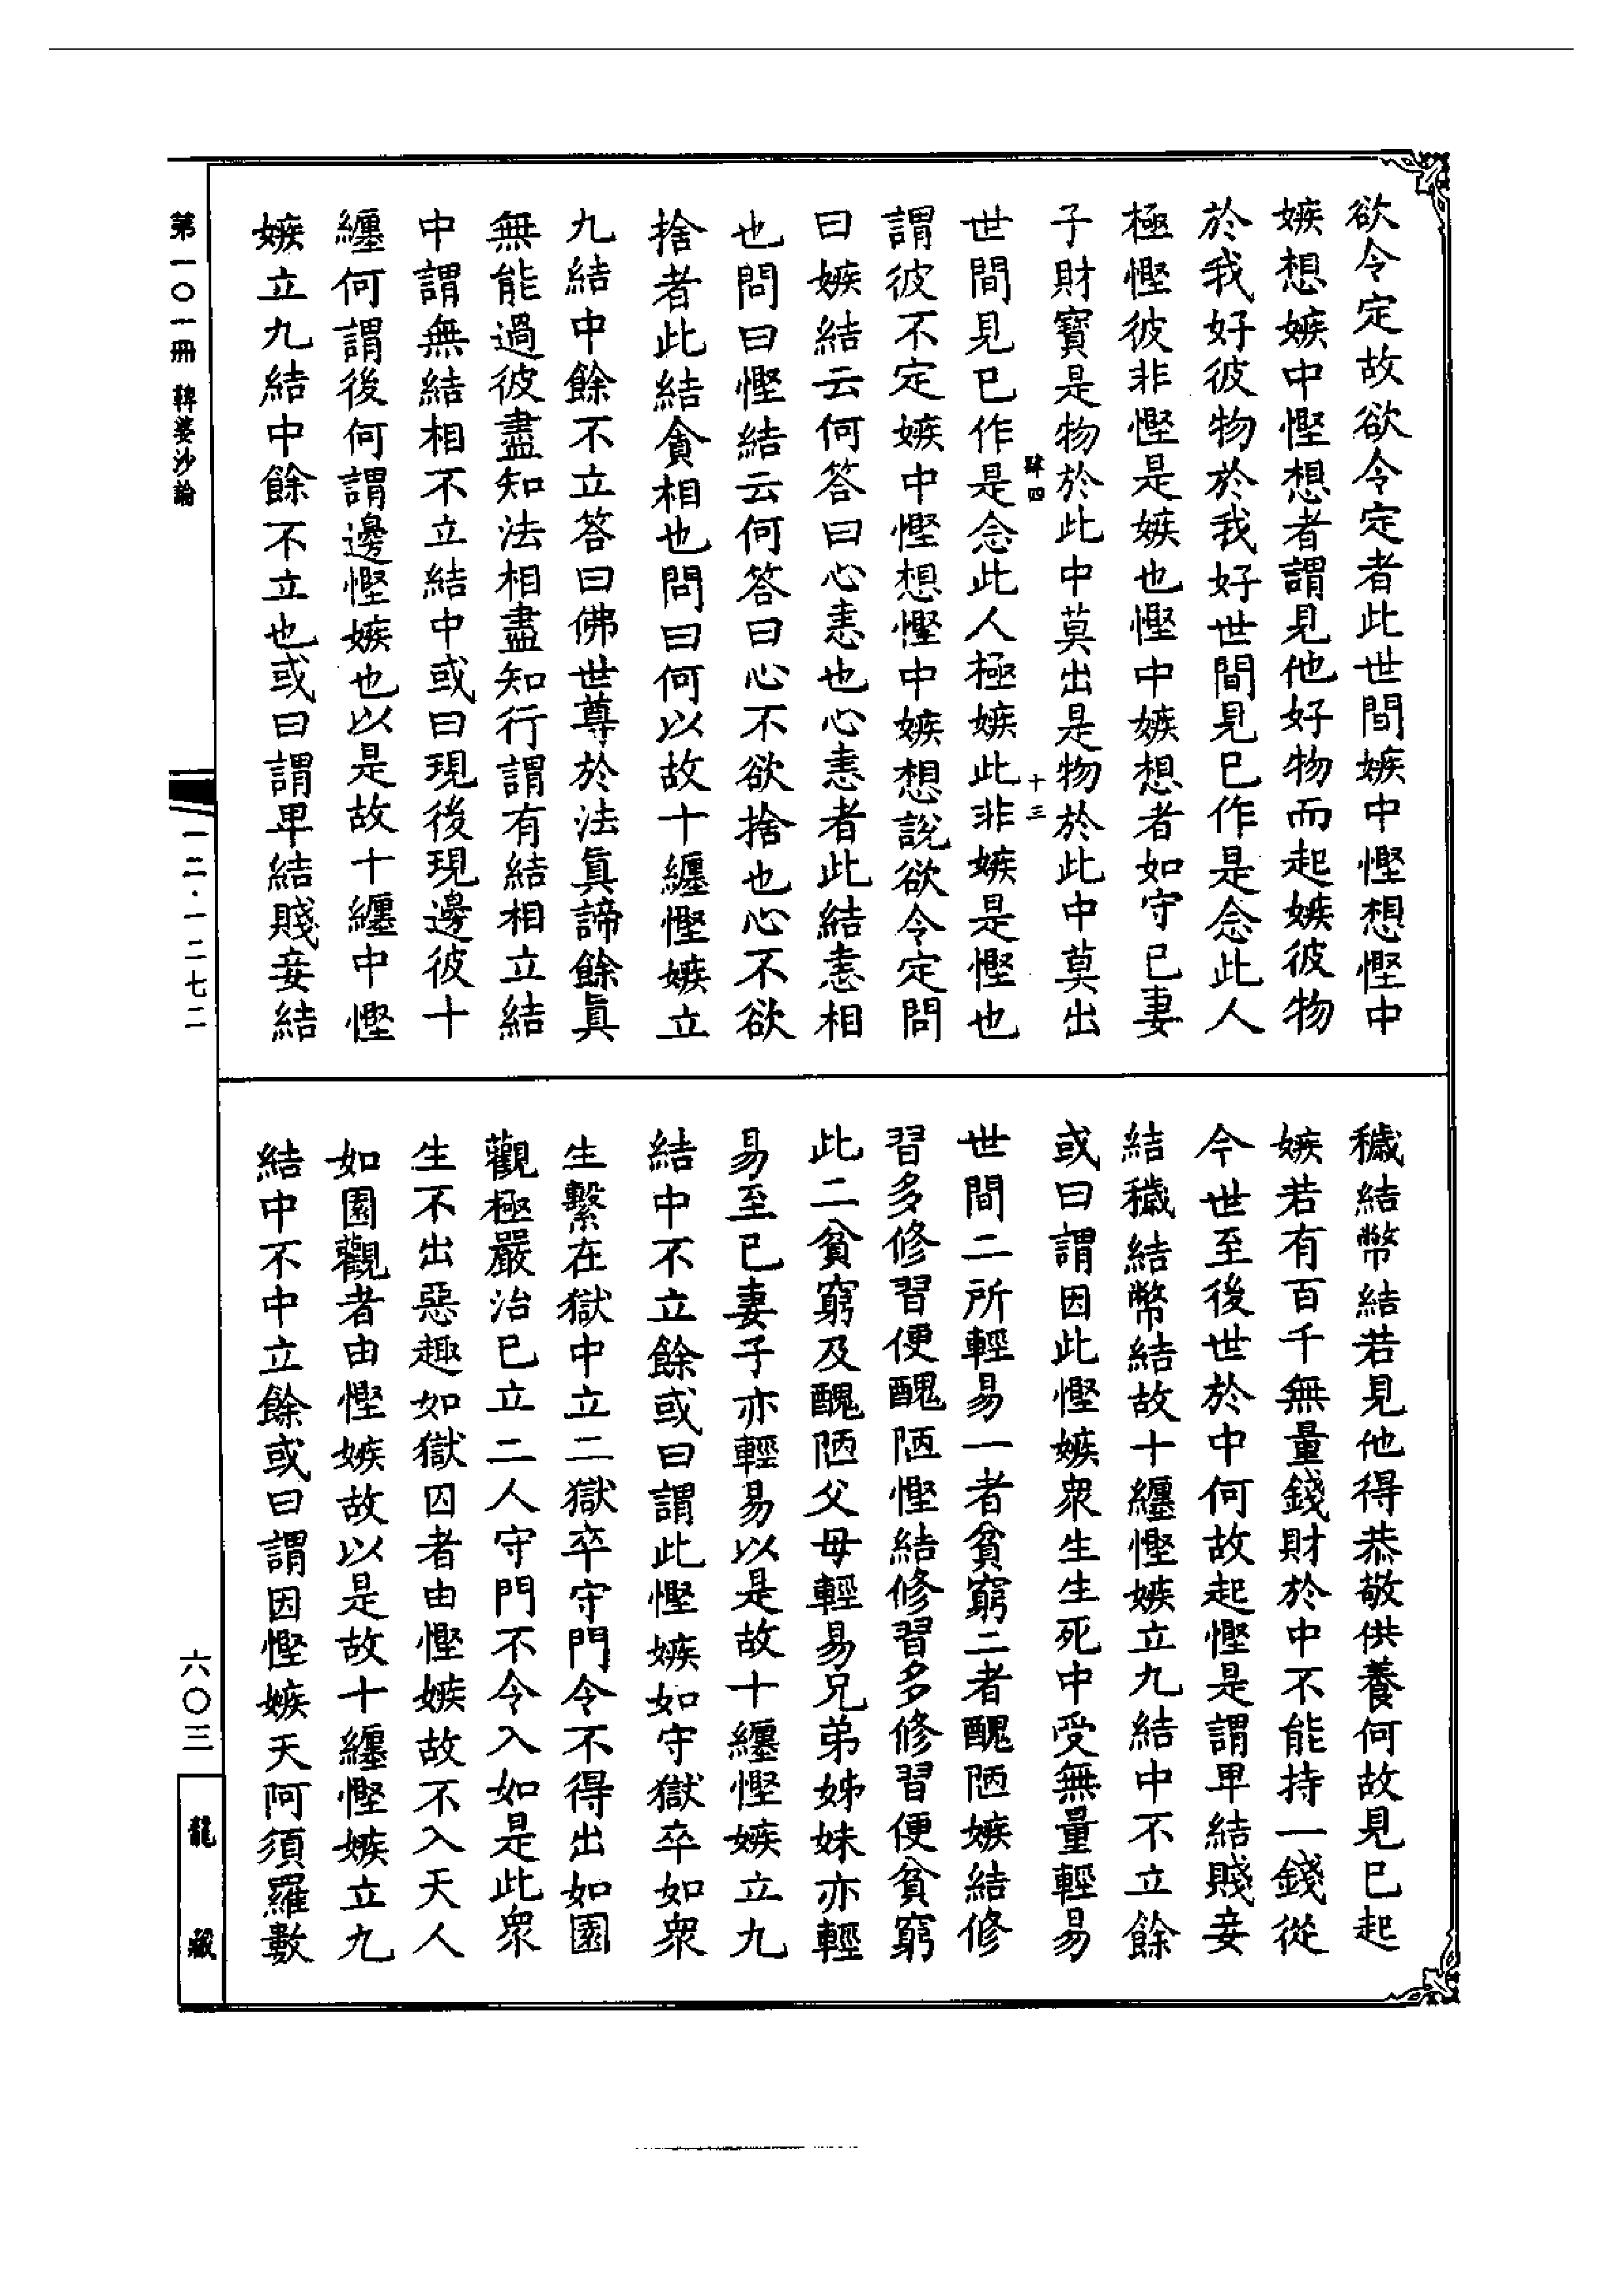 欲令定故欲令定者此世間嫉中慳想慳中
嫉想嫉中慳想者謂見他好物而起嫉彼物
於我好彼物於我好世間見已作是念此人
極慳彼非慳是嫉也慳中嫉想者如守已妻
子財寶是物於此中莫出是物於此中莫出
肆四
十三
世間見已作是念此人極嫉此非嫉是慳也
謂彼不定嫉中慳想慳中嫉想說欲令定問
曰嫉結云何答曰心恚也心恚者此結恚相
也問曰慳結云何答曰心不欲捨也心不欲
捨者此結貪相也問曰何以故十纏慳嫉立
九結中餘不立答曰佛世尊於法真諦餘真
無能過彼盡知法相盡知行謂有結相立結
中謂無結相不立結中或曰現後現邊彼十
纏何謂後何謂邊慳嫉也以是故十纏中慳
嫉立九結中餘不立也或曰謂卑結賤妾結
穢結幣結若見他得恭敬供養何故見已起
嫉若有百千無量錢財於中不能持一錢從
今世至後世於中何故起慳是謂卑結賤妾
結穢結幣結故十纏慳嫉立九結中不立餘
或曰謂因此慳嫉眾生生死中受無量輕易
世間二所輕易一者貧窮二者醜陋嫉結修
習多修習便醜陋慳結修習多修習便貧窮
此二貧窮及醜陋父母輕易兄弟姊妹亦輕
易至已妻子亦輕易以是故十纏慳嫉立九
結中不立餘或曰謂此慳嫉如守獄卒如眾
生繫在獄中立二獄卒守門令不得出如園
觀極嚴治已立二人守門不令入如是此眾
生不出惡趣如獄囚者由慳嫉故不入天人
如園觀者由慳嫉故以是故十纏慳嫉立九
結中不中立餘或曰謂因慳嫉天阿須羅數
第一〇一冊 鞞婆沙論
一二·一二七二
六〇三
龍藏